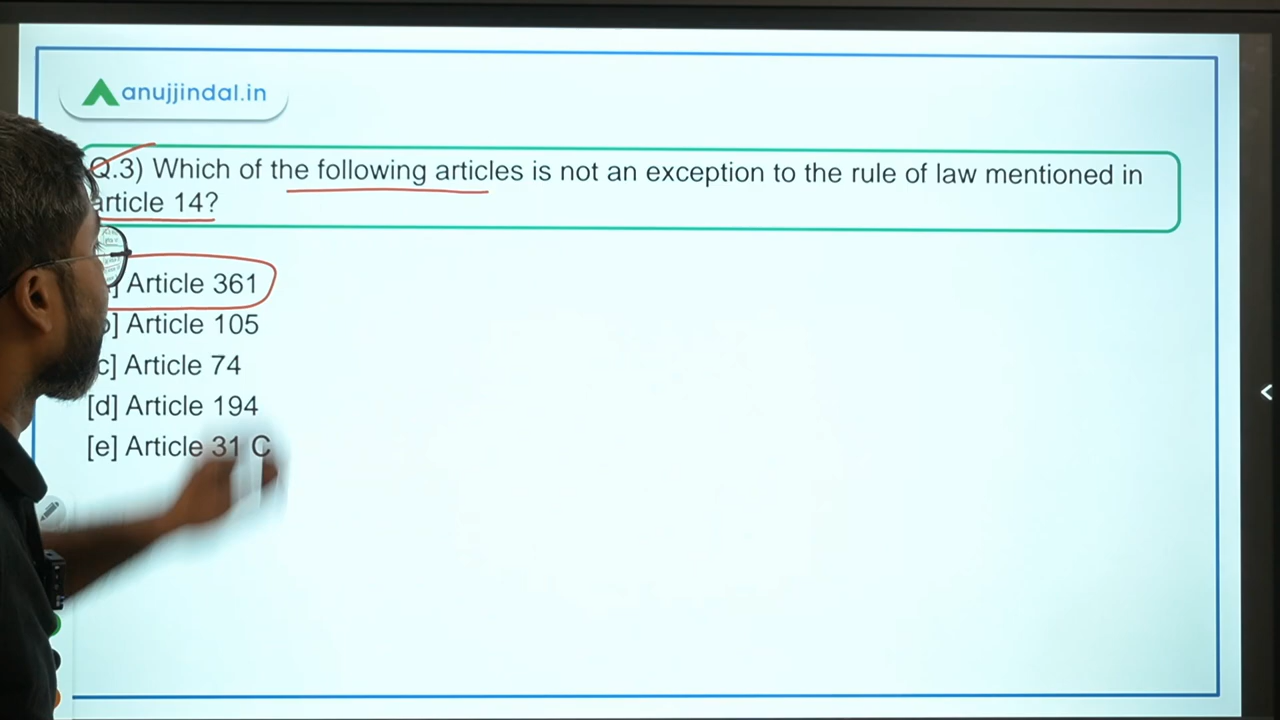 anujjindal.in
Q.3) Which of the following articles is not an exception to the rule of law mentioned in
article 14?
] Article 361
] Article 105
c] Article 74
[d] Article 194
[e] Article 31 C